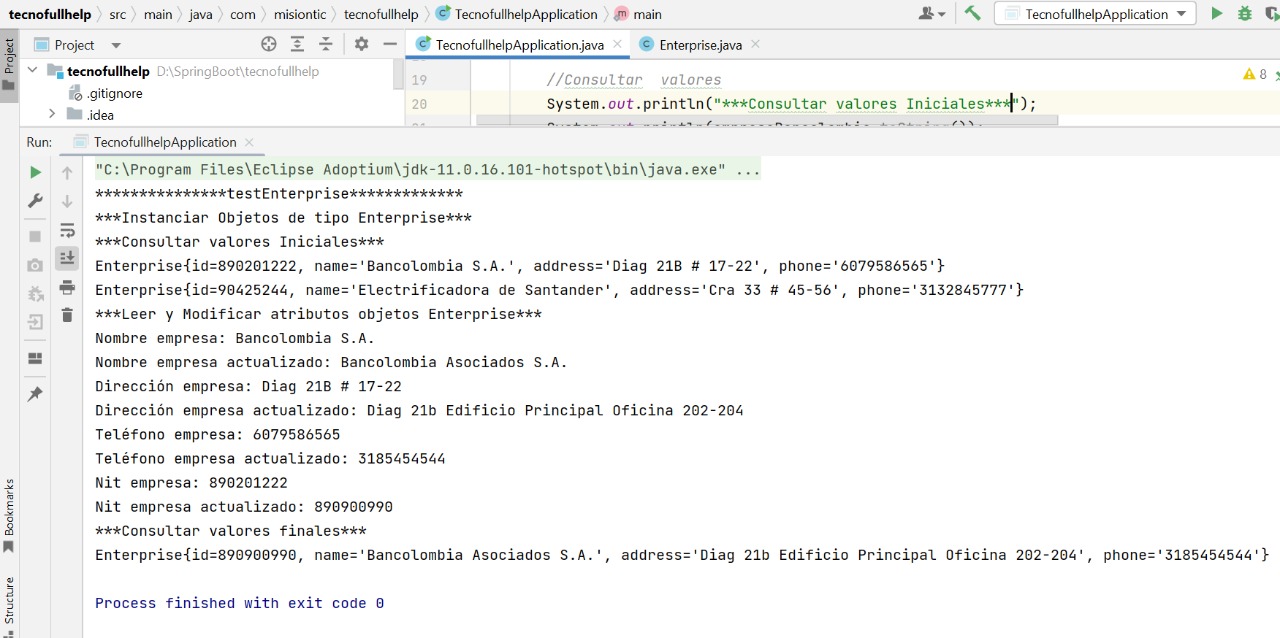 tecnofullhelp src main java com misiontic tecnofullhelp TecnofullhelpApplication main TecnofullhelpApplication
Project
Project TecnofullhelpApplication.java Enterprise.java
tecnofullhelp D:\SpringBoot\tecnofullhelp
.gitignore
.idea
19 //Consultar valores
20 System.out.println("***Consultar valores Iniciales***");
8
Run: TecnofullhelpApplication
"C:\Program Files\Eclipse Adoptium\jdk-11.0.16.101-hotspot\bin\java.exe" ...
***************testEnterprise*************
***Instanciar Objetos de tipo Enterprise***
***Consultar valores Iniciales***
Enterprise{id=890201222, name='Bancolombia S.A.', address='Diag 21B # 17-22', phone='6079586565'}
Enterprise{id=90425244, name='Electrificadora de Santander', address='Cra 33 # 45-56', phone='3132845777'}
***Leer y Modificar atributos objetos Enterprise***
Nombre empresa: Bancolombia S.A.
Nombre empresa actualizado: Bancolombia Asociados S.A.
Dirección empresa: Diag 21B # 17-22
Dirección empresa actualizado: Diag 21b Edificio Principal Oficina 202-204
Teléfono empresa: 6079586565
Teléfono empresa actualizado: 3185454544
Nit empresa: 890201222
Nit empresa actualizado: 890900990
***Consultar valores finales***
Enterprise{id=890900990, name='Bancolombia Asociados S.A.', address='Diag 21b Edificio Principal Oficina 202-204', phone='3185454544'}
Process finished with exit code 0
Bookmarks
Structure